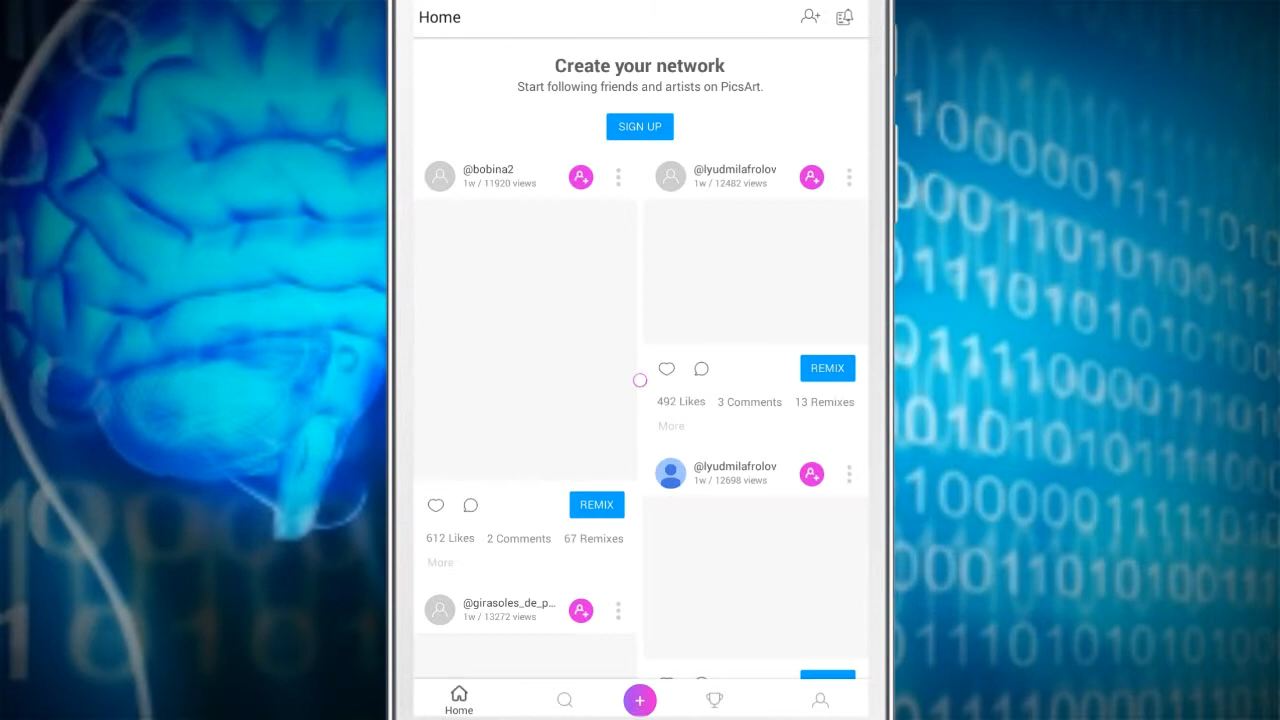 Home
Create your network
Start following friends and artists on PicsArt.
SIGN UP
@bobina2
1w / 11920 views
@lyudmilafrolov
1w / 12482 views
REMIX
492 Likes 3 Comments 13 Remixes
More
@lyudmilafrolov
1w / 12698 views
REMIX
612 Likes 2 Comments 67 Remixes
More
@girasoles_de_p...
1w / 13272 views
Home